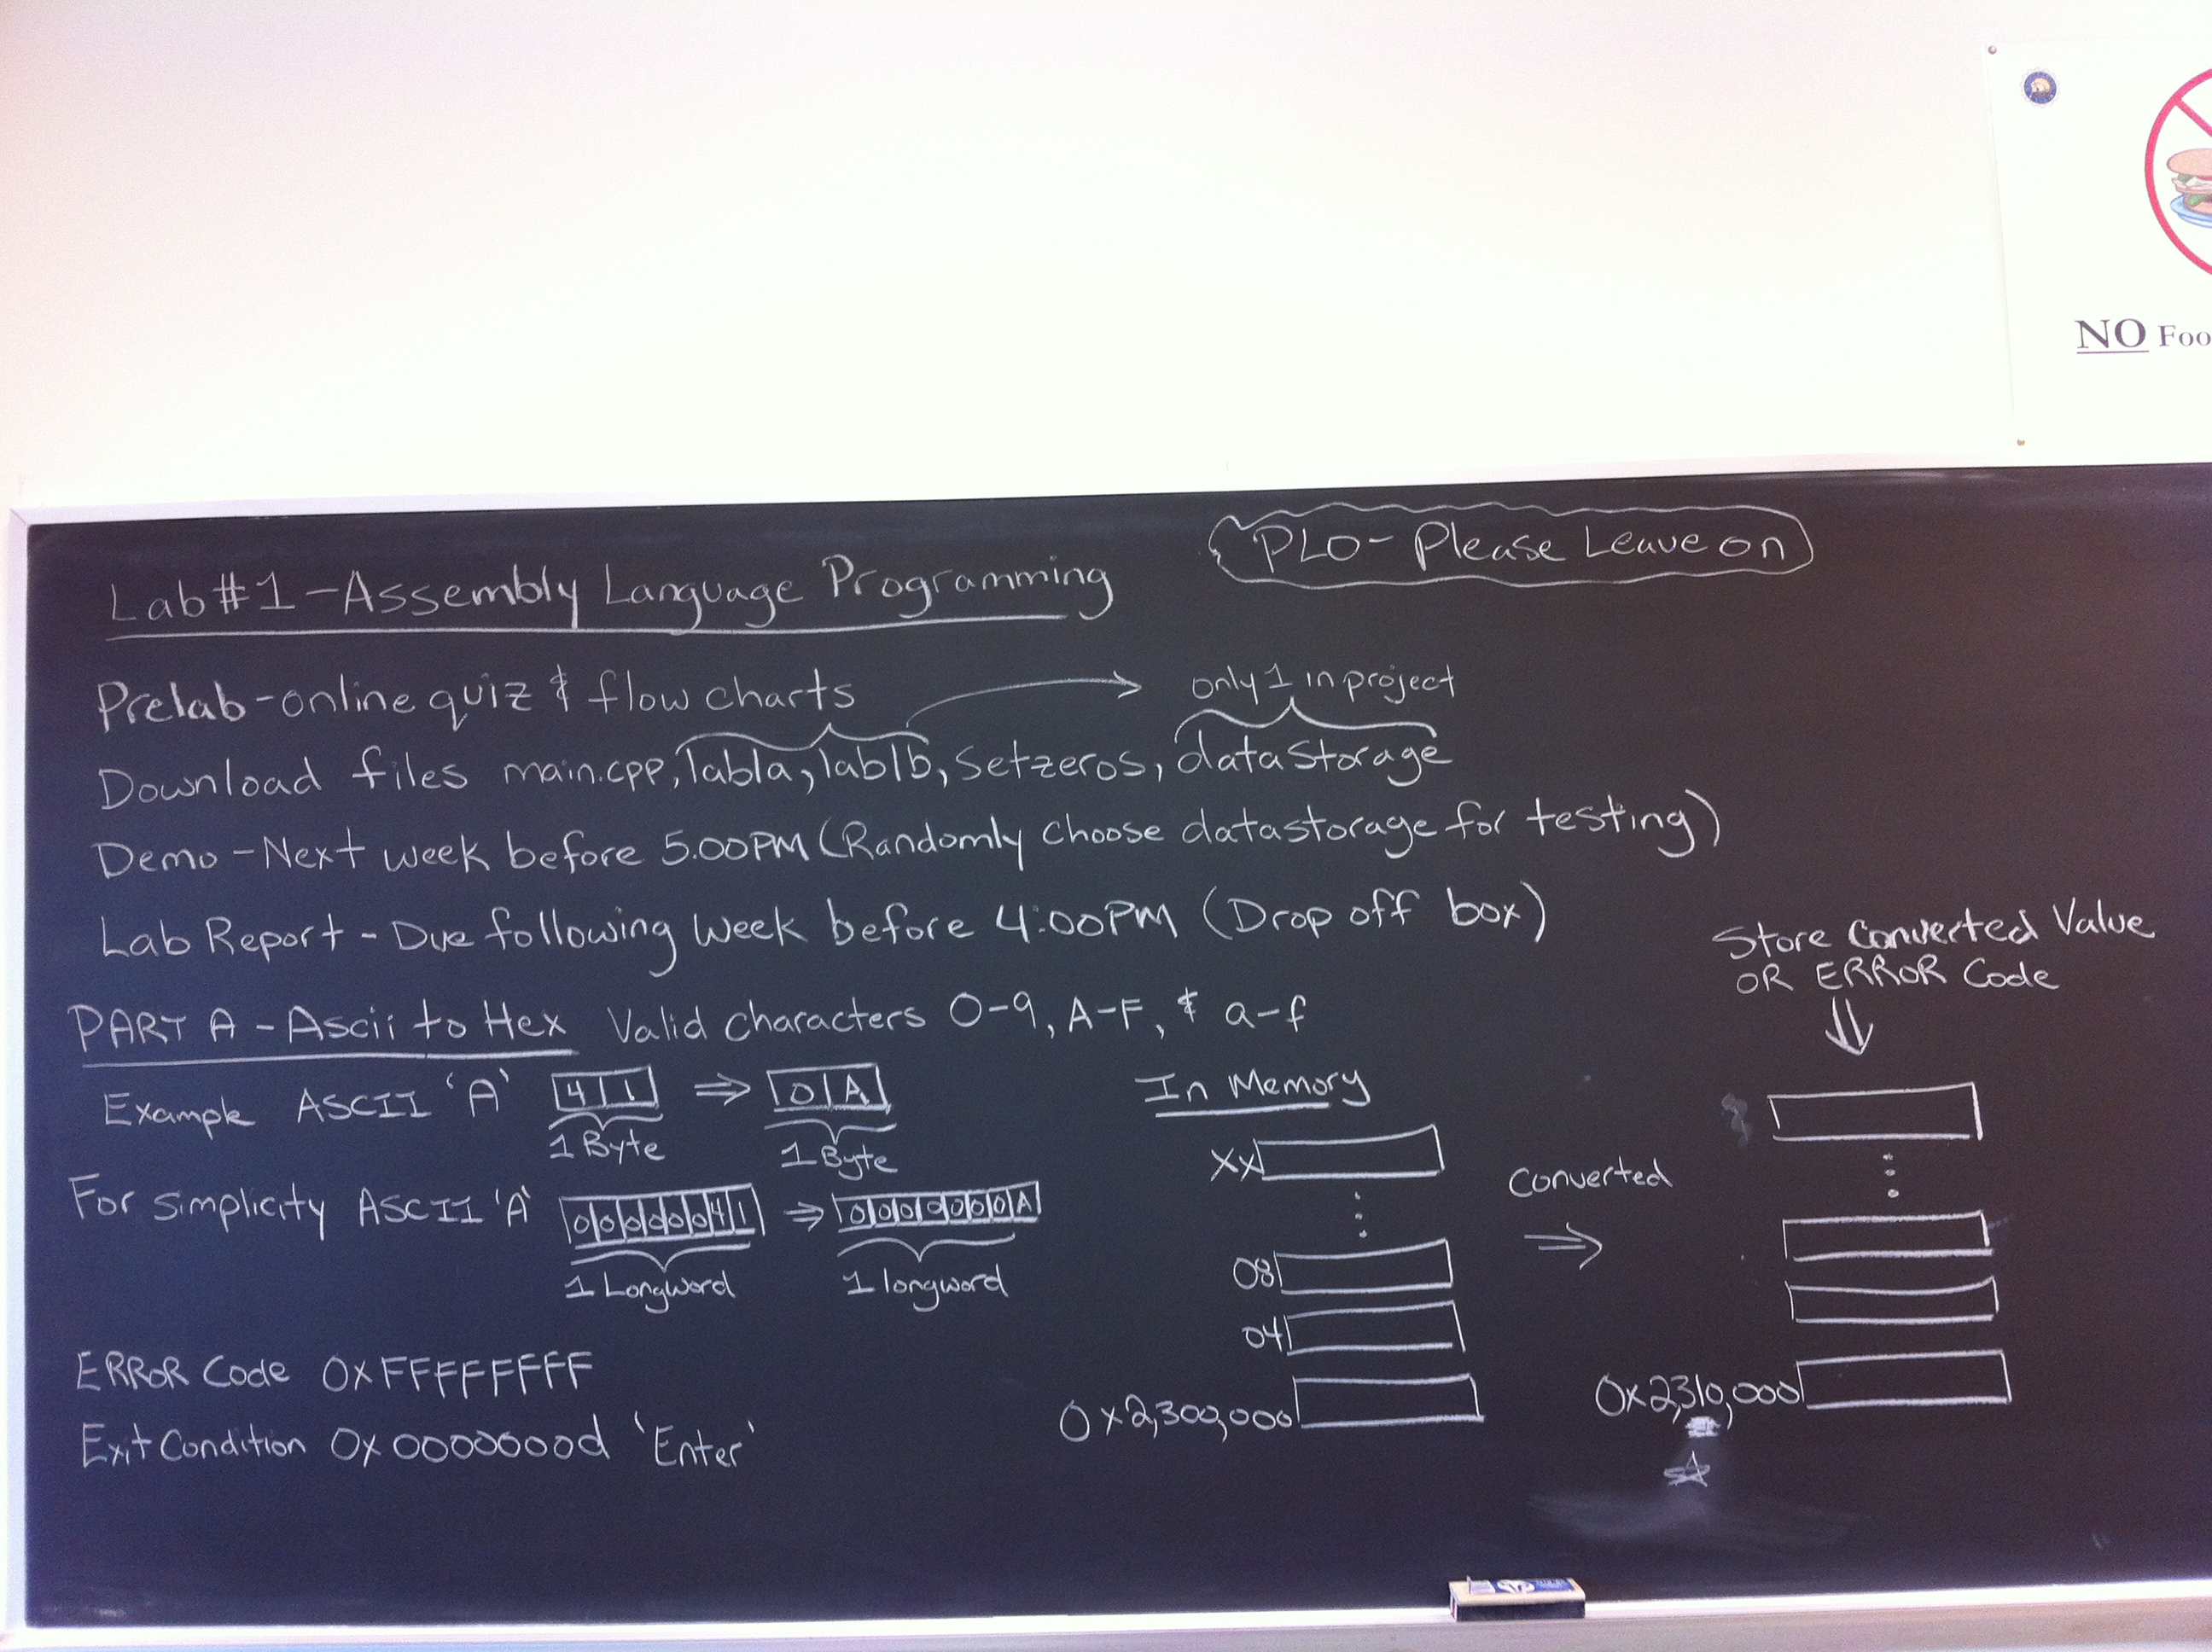 NO Foo
PLO- Please Leave on
Lab#1-Assembly Language Programming
Prelab-online quiz & flow charts
only 1 in project
Download files main.cpp, lab1a, lab1b, setzeros, datastorage
Demo - Next week before 5:00PM (Randomly choose datastorage for testing)
Lab Report - Due following week before 4:00PM (Drop off box)
Store Converted Value
OR ERROR Code
PART A - Ascii to Hex Valid characters 0-9, A-F, & a-f
Example ASCII 'A' 4 1 ⇒ 0 A
1 Byte 1 Byte
In Memory
xx
For simplicity ASCII 'A' 0 0 0 0 0 0 4 1 ⇒ 0 0 0 0 0 0 0 A
1 Longword 1 longword
Converted
⇒
08
04
ERROR Code 0xFFFFFFFF
0x2,300,000
0x2,310,000
Exit Condition 0x0000000d 'Enter'